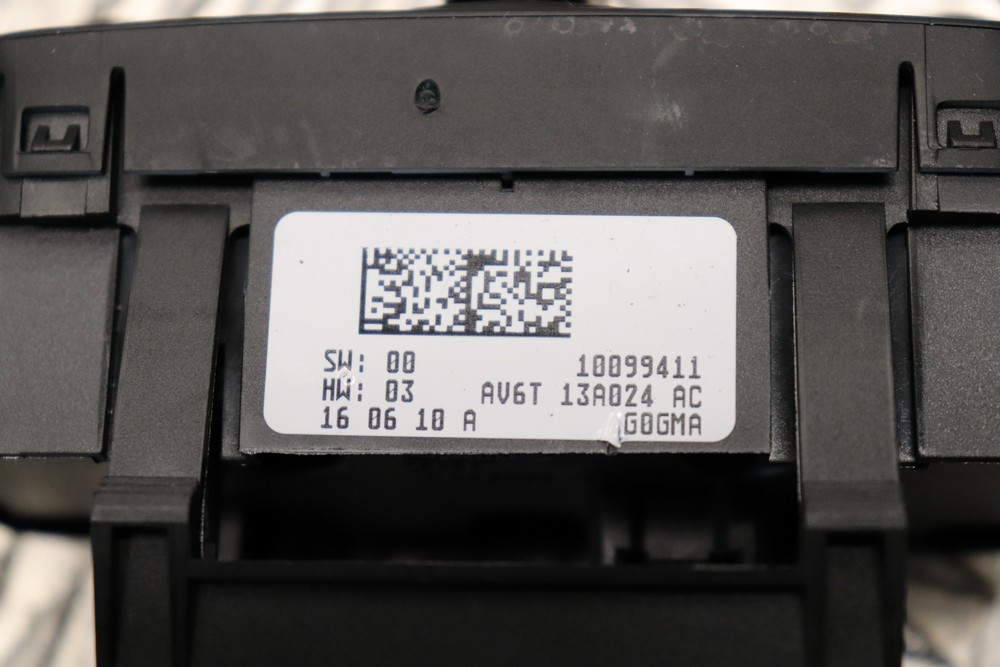 SW: 00 10099411
HW: 03 AV6T 13A024 AC
16 06 10 A G0GMA